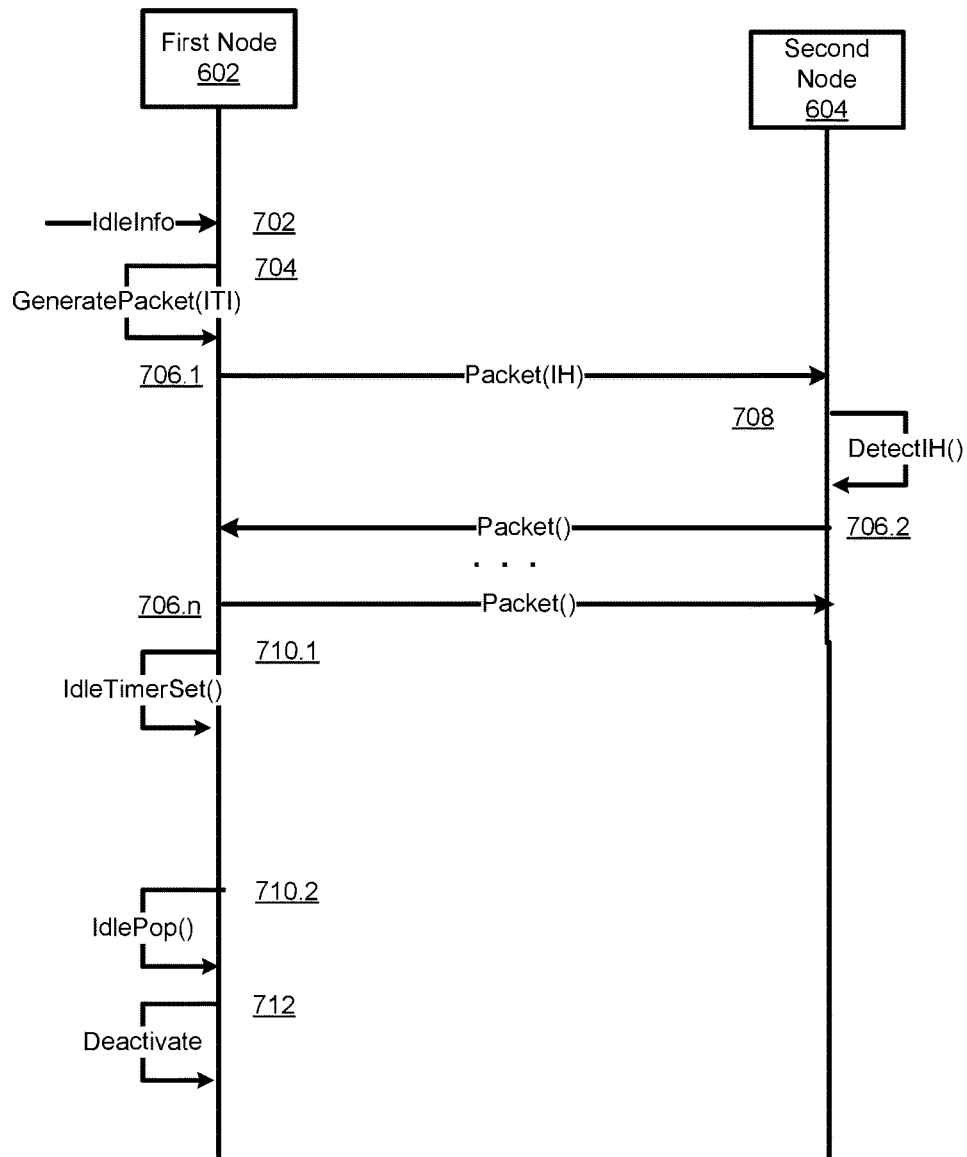 First Node
602
Second
Node
604
IdleInfo
702
704
GeneratePacket(ITI)
706.1
Packet(IH)
708
DetectIH()
Packet()
706.2
. . .
706.n
Packet()
710.1
IdleTimerSet()
710.2
IdlePop()
712
Deactivate